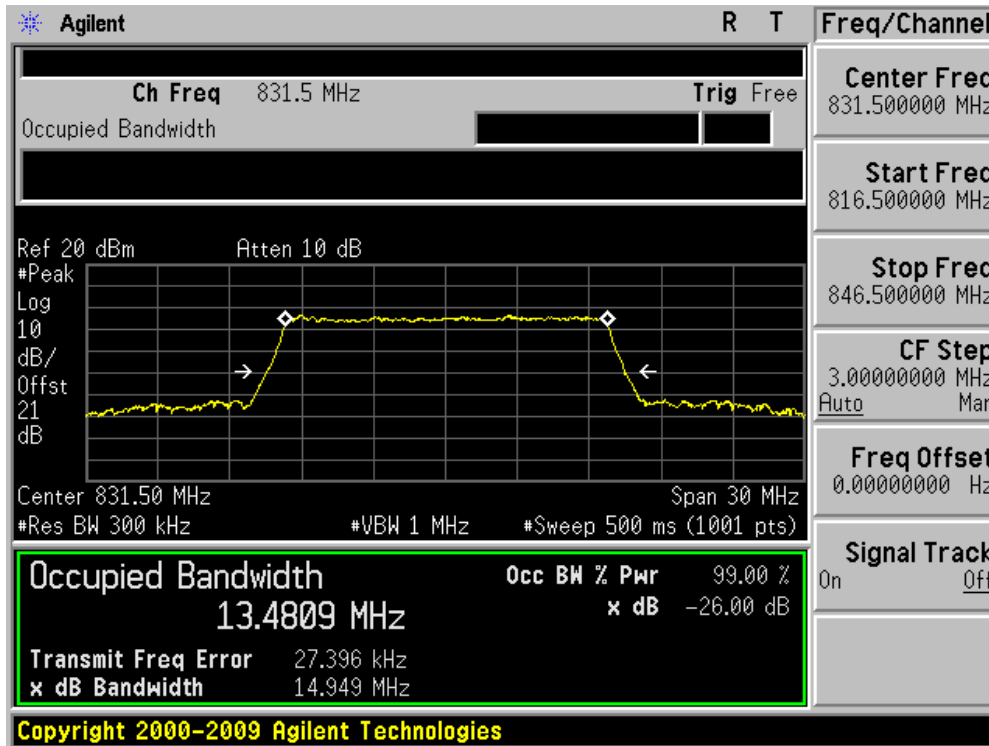 Agilent R T
Ch Freq 831.5 MHz Trig Free
Occupied Bandwidth
Ref 20 dBm Atten 10 dB
#Peak
Log
10
dB/
Offst
21
dB
Center 831.50 MHz Span 30 MHz
#Res BW 300 kHz #VBW 1 MHz #Sweep 500 ms (1001 pts)
Occupied Bandwidth Occ BW % Pwr 99.00 %
13.4809 MHz x dB -26.00 dB
Transmit Freq Error 27.396 kHz
x dB Bandwidth 14.949 MHz
Copyright 2000-2009 Agilent Technologies
Freq/Channel
Center Freq
831.500000 MHz
Start Freq
816.500000 MHz
Stop Freq
846.500000 MHz
CF Step
3.00000000 MHz
Auto Man
Freq Offset
0.00000000 Hz
Signal Track
On Off